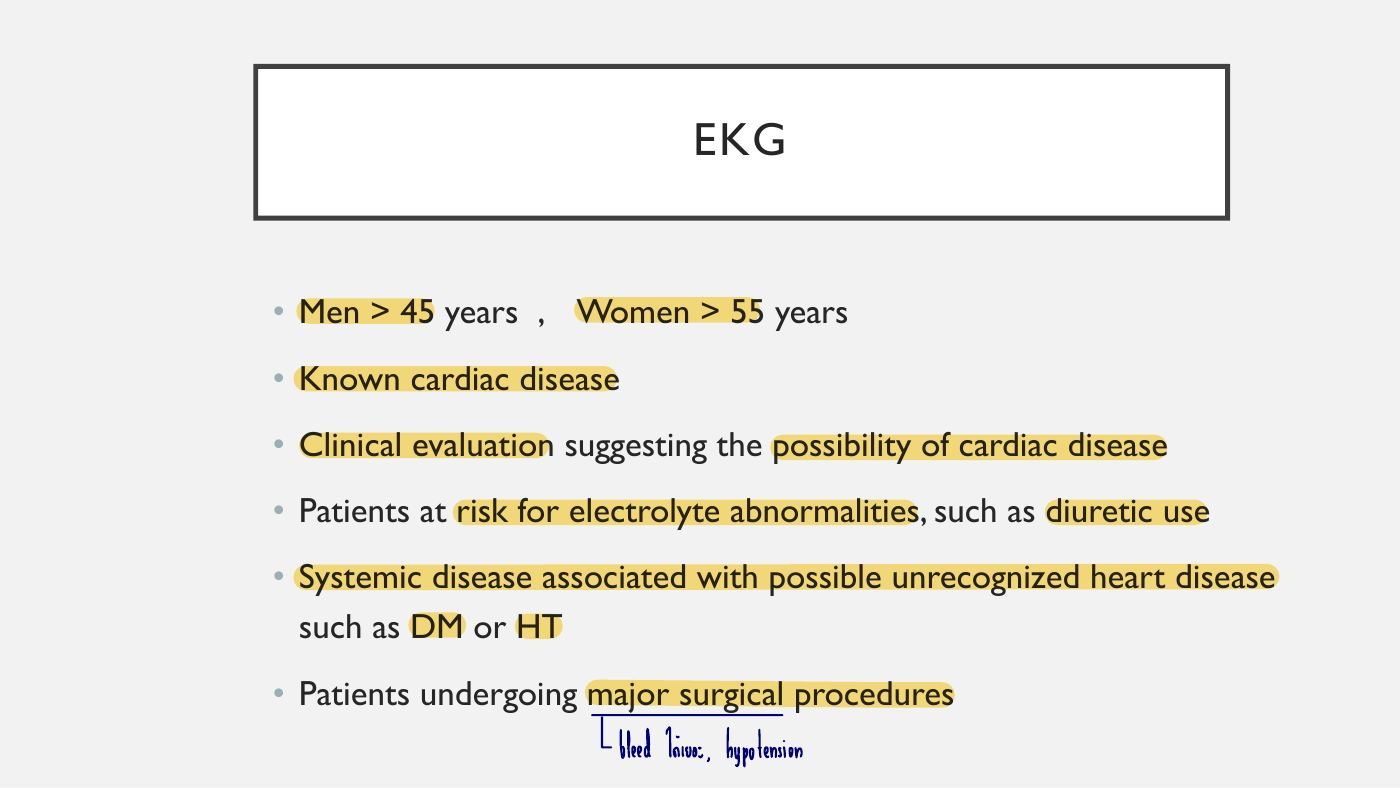 EKG
• Men > 45 years , Women > 55 years
• Known cardiac disease
• Clinical evaluation suggesting the possibility of cardiac disease
• Patients at risk for electrolyte abnormalities, such as diuretic use
• Systemic disease associated with possible unrecognized heart disease
such as DM or HT
• Patients undergoing major surgical procedures
bleed , hypotension